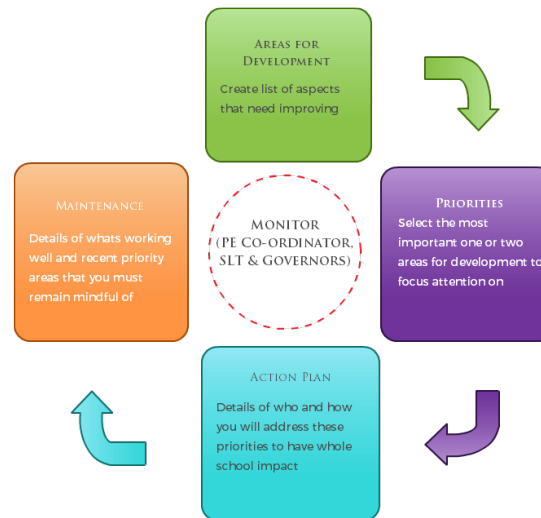 AREAS FOR
DEVELOPMENT
Create list of aspects
that need improving
MAINTENANCE
Details of whats working
well and recent priority
areas that you must
remain mindful of
MONITOR
(PE CO-ORDINATOR,
SLT & GOVERNORS)
PRIORITIES
Select the most
important one or two
areas for development to
focus attention on
ACTION PLAN
Details of who and how
you will address these
priorities to have whole
school impact